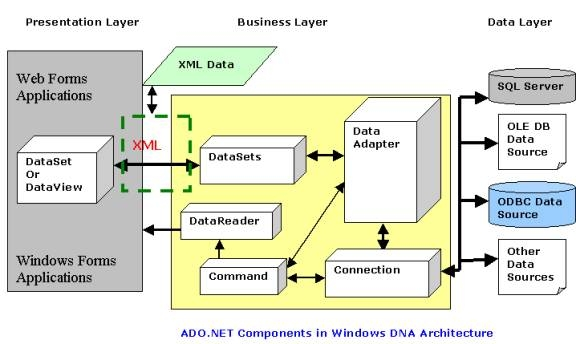 Presentation Layer
Business Layer
Data Layer
Web Forms
Applications
XML Data
XML
DataSet
Or
DataView
DataSets
Data
Adapter
DataReader
Command
Connection
Windows Forms
Applications
SQL Server
OLE DB
Data
Source
ODBC Data
Source
Other
Data
Sources
ADO.NET Components in Windows DNA Architecture